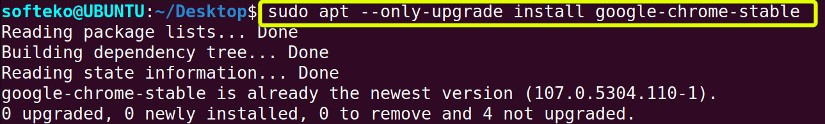 softeko@UBUNTU:~/Desktop$ sudo apt --only-upgrade install google-chrome-stable
Reading package lists... Done
Building dependency tree... Done
Reading state information... Done
google-chrome-stable is already the newest version (107.0.5304.110-1).
0 upgraded, 0 newly installed, 0 to remove and 4 not upgraded.